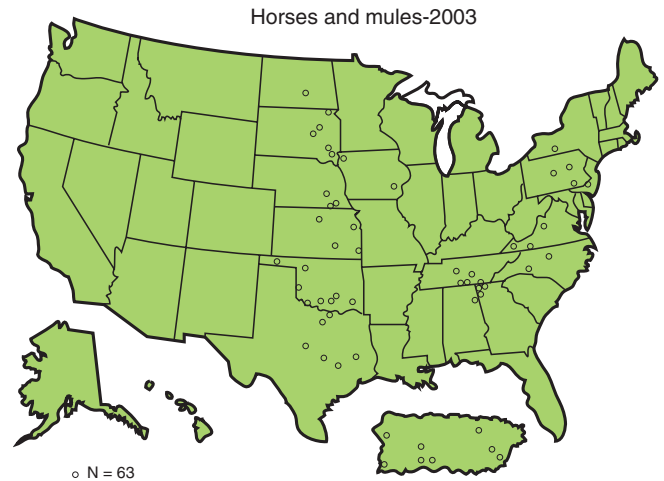 Horses and mules-2003
N = 63